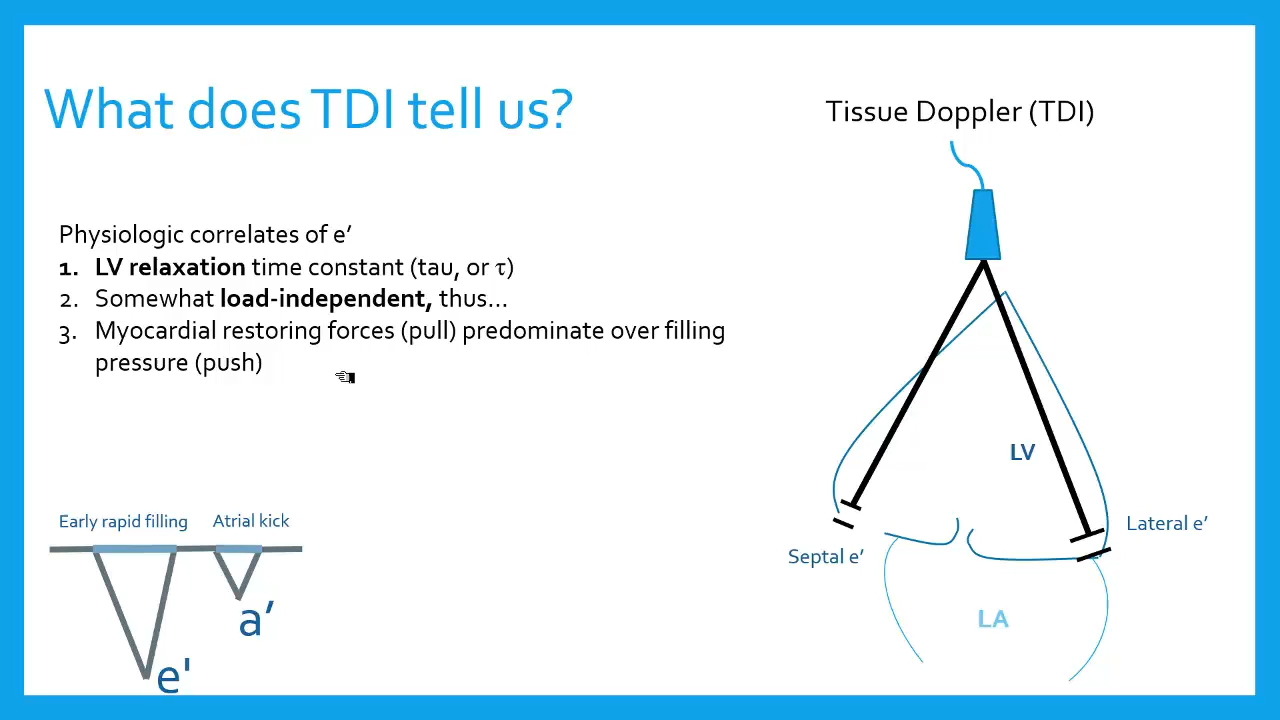 What does TDI tell us?
Tissue Doppler (TDI)
Physiologic correlates of e’
1. LV relaxation time constant (tau, or τ)
2. Somewhat load-independent, thus…
3. Myocardial restoring forces (pull) predominate over filling
pressure (push)
LV
Early rapid filling
Atrial kick
Lateral e’
Septal e’
a’
LA
e'